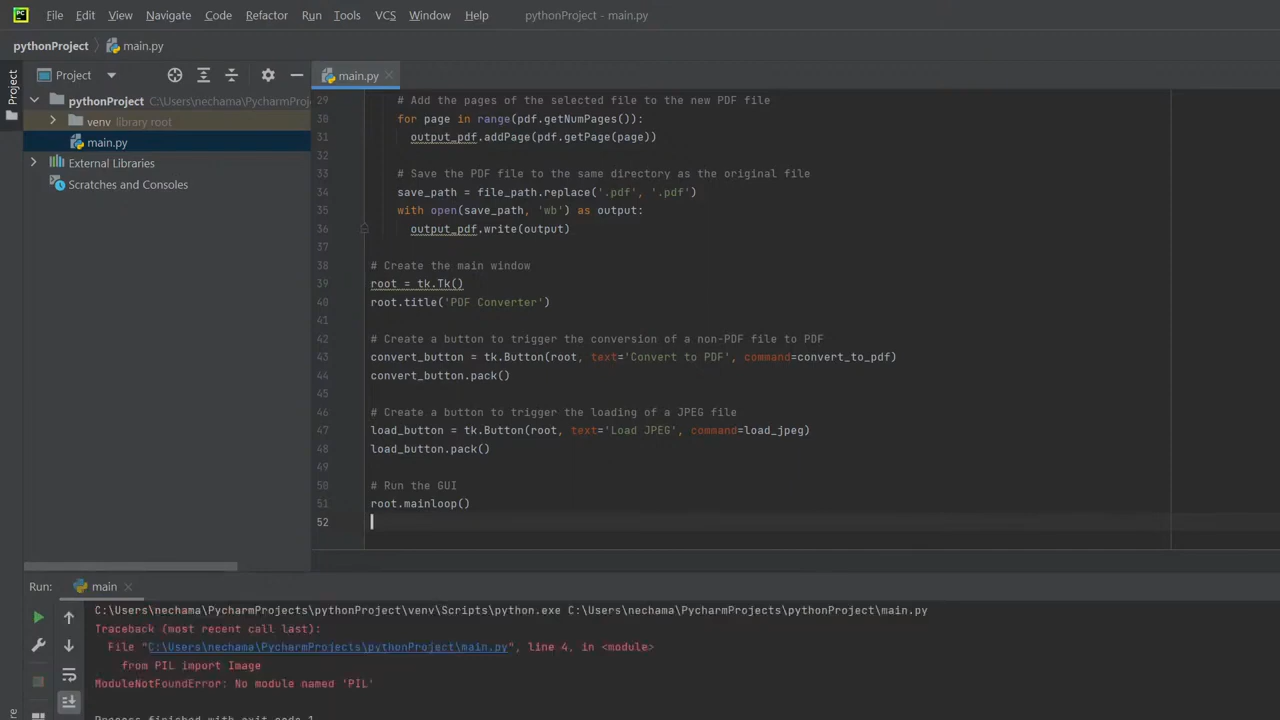 PC File Edit View Navigate Code Refactor Run Tools VCS Window Help pythonProject - main.py
pythonProject main.py
Project
Project
main.py
pythonProject C:\Users\nechama\PycharmProj
venv library root
main.py
External Libraries
Scratches and Consoles
29 # Add the pages of the selected file to the new PDF file
30 for page in range(pdf.getNumPages()):
31 output_pdf.addPage(pdf.getPage(page))
32
33 # Save the PDF file to the same directory as the original file
34 save_path = file_path.replace('.pdf', '.pdf')
35 with open(save_path, 'wb') as output:
36 output_pdf.write(output)
37
38 # Create the main window
39 root = tk.Tk()
40 root.title('PDF Converter')
41
42 # Create a button to trigger the conversion of a non-PDF file to PDF
43 convert_button = tk.Button(root, text='Convert to PDF', command=convert_to_pdf)
44 convert_button.pack()
45
46 # Create a button to trigger the loading of a JPEG file
47 load_button = tk.Button(root, text='Load JPEG', command=load_jpeg)
48 load_button.pack()
49
50 # Run the GUI
51 root.mainloop()
52
Run: main
C:\Users\nechama\PycharmProjects\pythonProject\venv\Scripts\python.exe C:\Users\nechama\PycharmProjects\pythonProject\main.py
Traceback (most recent call last):
File "C:\Users\nechama\PycharmProjects\pythonProject\main.py", line 4, in <module>
from PIL import Image
ModuleNotFoundError: No module named 'PIL'
Process finished with exit code 1